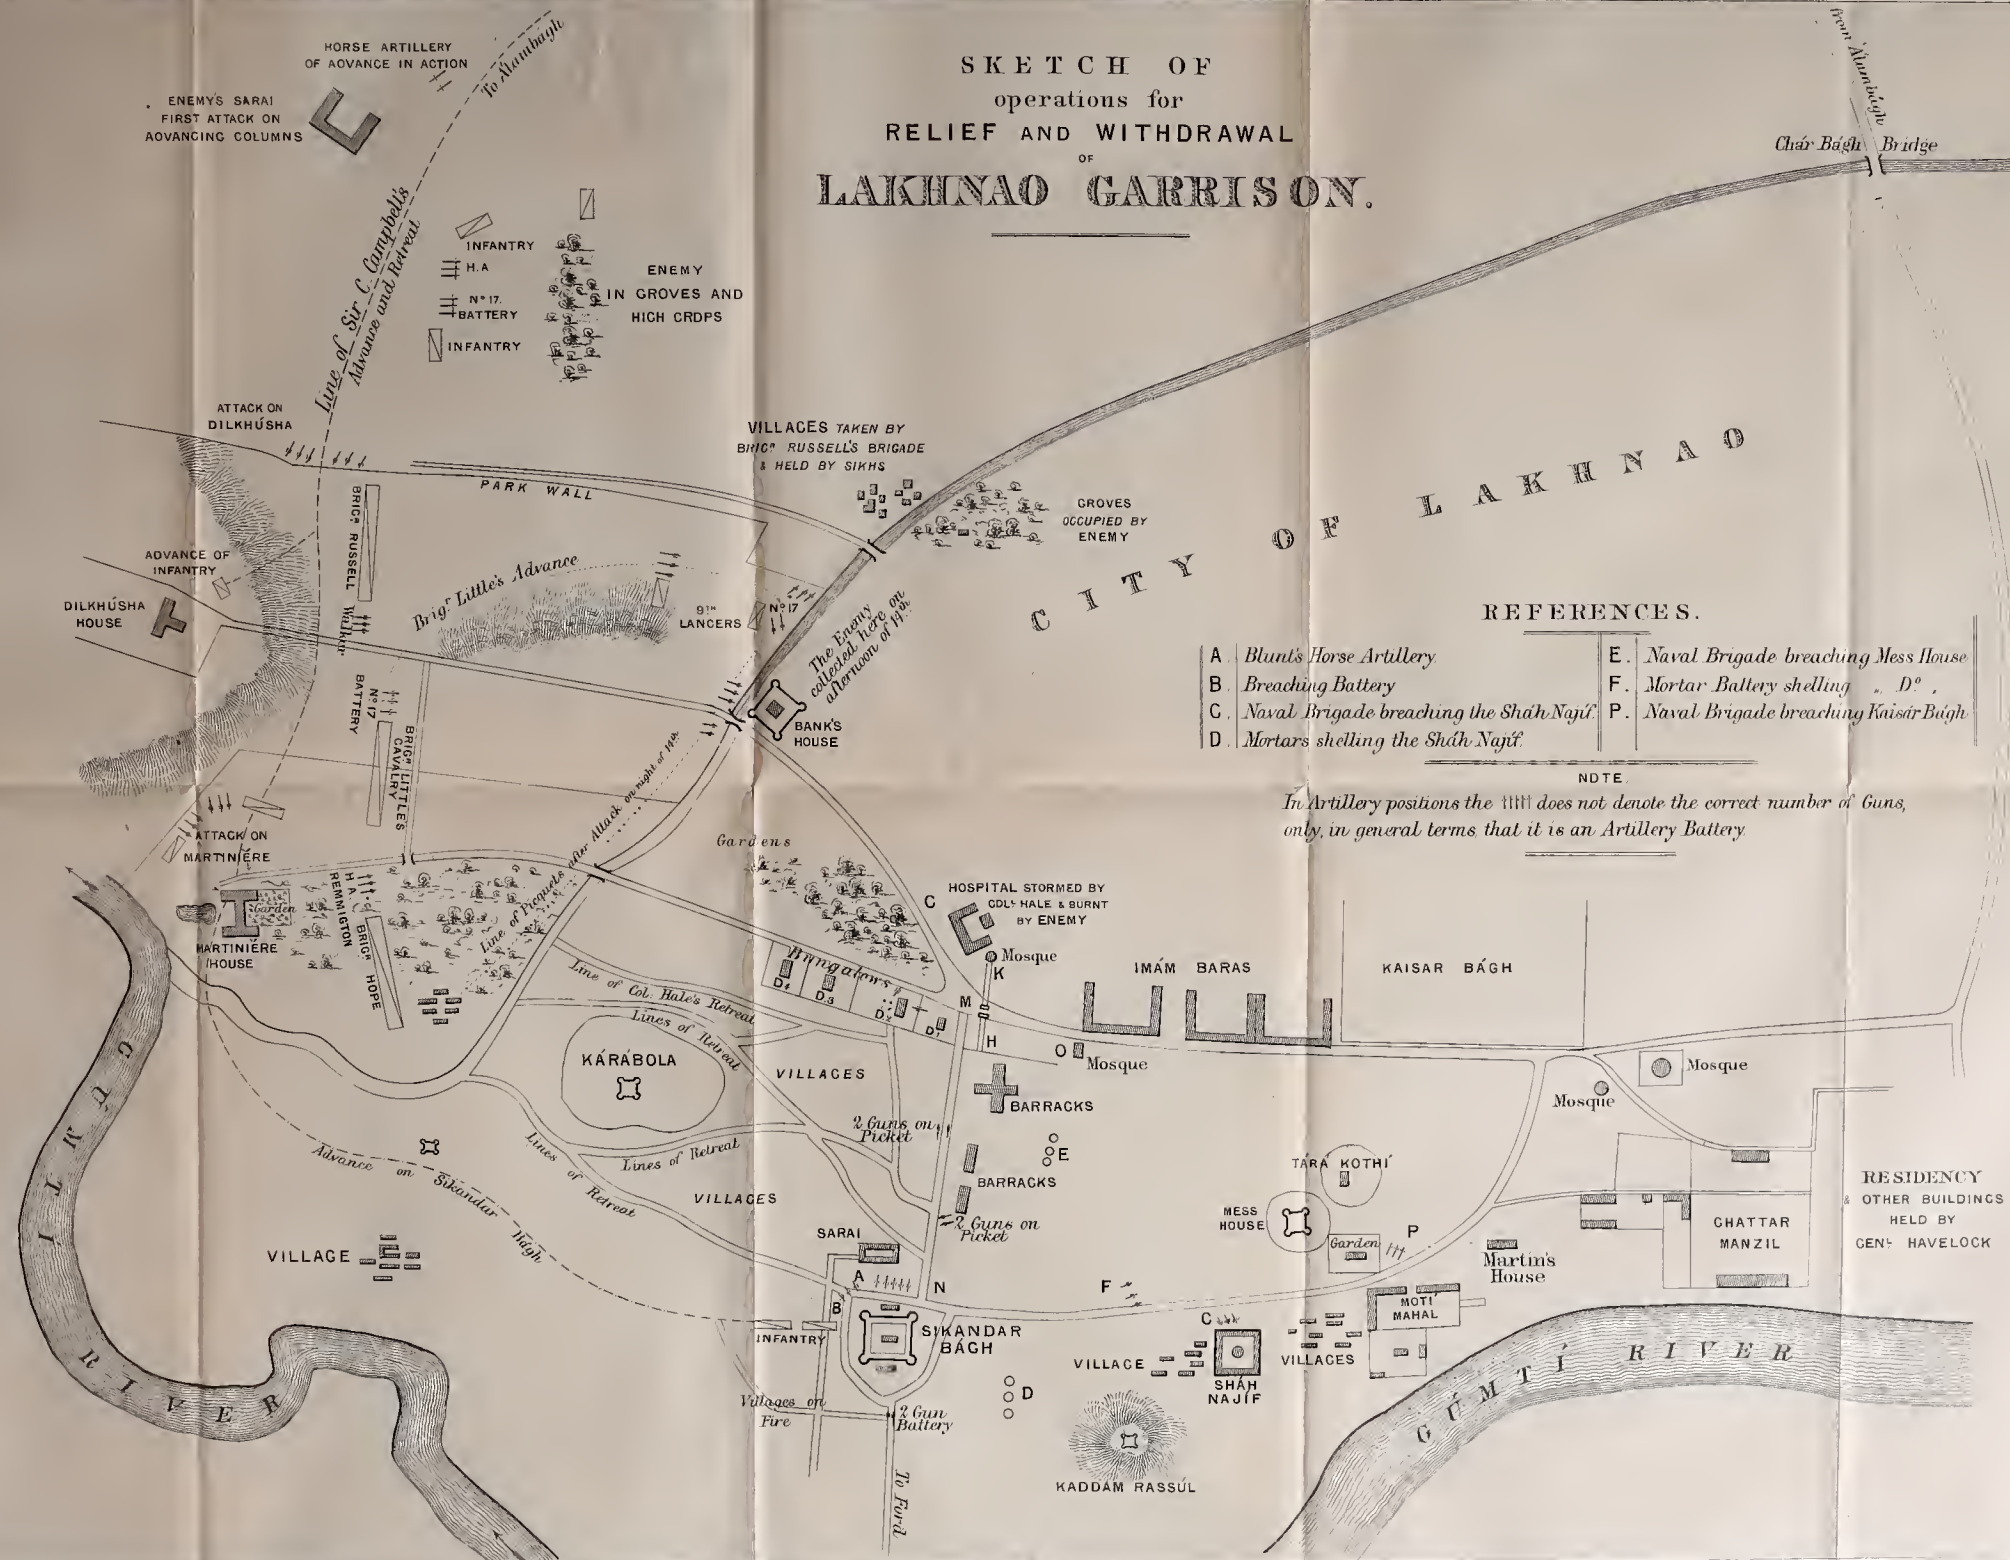 SKETCH OF
operations for
RELIEF AND WITHDRAWAL
OF
LAKHNAO GARRISON.
HORSE ARTILLERY
OF ADVANCE IN ACTION
To Alambagh
ENEMY'S SARAI
FIRST ATTACK ON
ADVANCING COLUMNS
from Alumbágh
Chár Bágh Bridge
Line of Sir C. Campbell's
Advance and Retreat
INFANTRY
H.A
No 17.
BATTERY
INFANTRY
ENEMY
IN GROVES AND
HIGH CROPS
ATTACK ON
DILKHÚSHA
VILLAGES TAKEN BY
BRIGR RUSSELL'S BRIGADE
& HELD BY SIKHS
PARK WALL
GROVES
OCCUPIED BY
ENEMY
CITY OF LAKHNAO
BRIGR RUSSELL
ADVANCE OF
INFANTRY
DILKHÚSHA
HOUSE
Walker
Brigr Little's Advance
9TH
LANCERS
No 17
The Enemy
collected here on
afternoon of 14th
BANK'S
HOUSE
No 17
BATTERY
BRIGR LITTLE'S
CAVALRY
REFERENCES.
A. Blunt's Horse Artillery
B. Breaching Battery
C. Naval Brigade breaching the Sháh Najíf.
D. Mortars shelling the Sháh Najíf.
E. Naval Brigade breaching Mess House
F. Mortar Battery shelling " Do "
P. Naval Brigade breaching Kaisár Bágh
NOTE.
In Artillery positions the does not denote the correct number of Guns,
only, in general terms, that it is an Artillery Battery.
ATTACK ON
MARTINIÈRE
Garden
MARTINIÈRE
HOUSE
H.A.
REMMINGTON
BRIGR HOPE
Line of Picquets after Attack on night of 14th
Gardens
C
HOSPITAL STORMED BY
COLL HALE & BURNT
BY ENEMY
Mosque
K
Bungalows
D4
D3
D2
D1
M
H
O
Mosque
IMÁM BARAS
KAISAR BÁGH
Line of Col: Hale's Retreat
Lines of Retreat
KÁRÁBOLA
VILLAGES
BARRACKS
Mosque
Mosque
2 Guns on
Picket
E
BARRACKS
Lines of Retreat
Lines of Retreat
Advance on Sikandar Bágh
VILLAGES
TÁRÁ KOTHÍ
MESS
HOUSE
2 Guns on
Picket
SARAI
Garden
P
Martin's
House
CHATTAR
MANZIL
RESIDENCY
& OTHER BUILDINGS
HELD BY
GENL HAVELOCK
VILLAGE
A
N
F
B
INFANTRY
SIKANDAR
BÁGH
MOTÍ
MAHAL
C
VILLAGE
VILLAGES
SHÁH
NAJÍF
D
Villages on
Fire
2 Gun
Battery
To Ford
KADDAM RASSÚL
GUMTI RIVER
GÚMTÍ RIVER